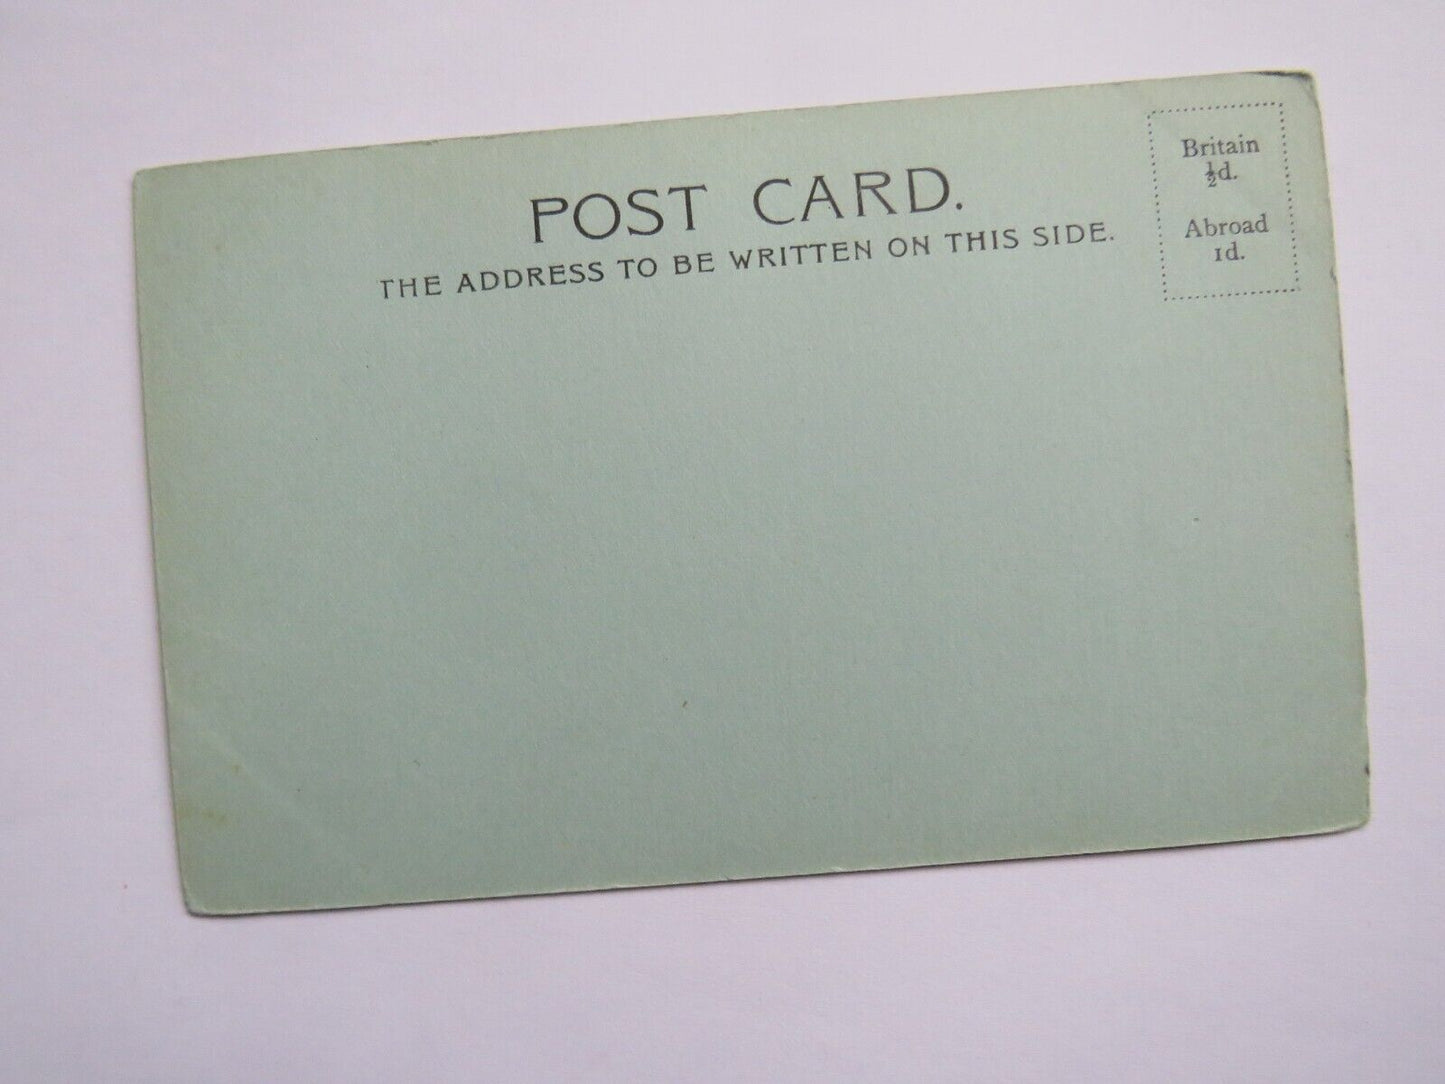 POST CARD.
THE ADDRESS TO BE WRITTEN ON THIS SIDE.
Britain
½d.
Abroad
1d.